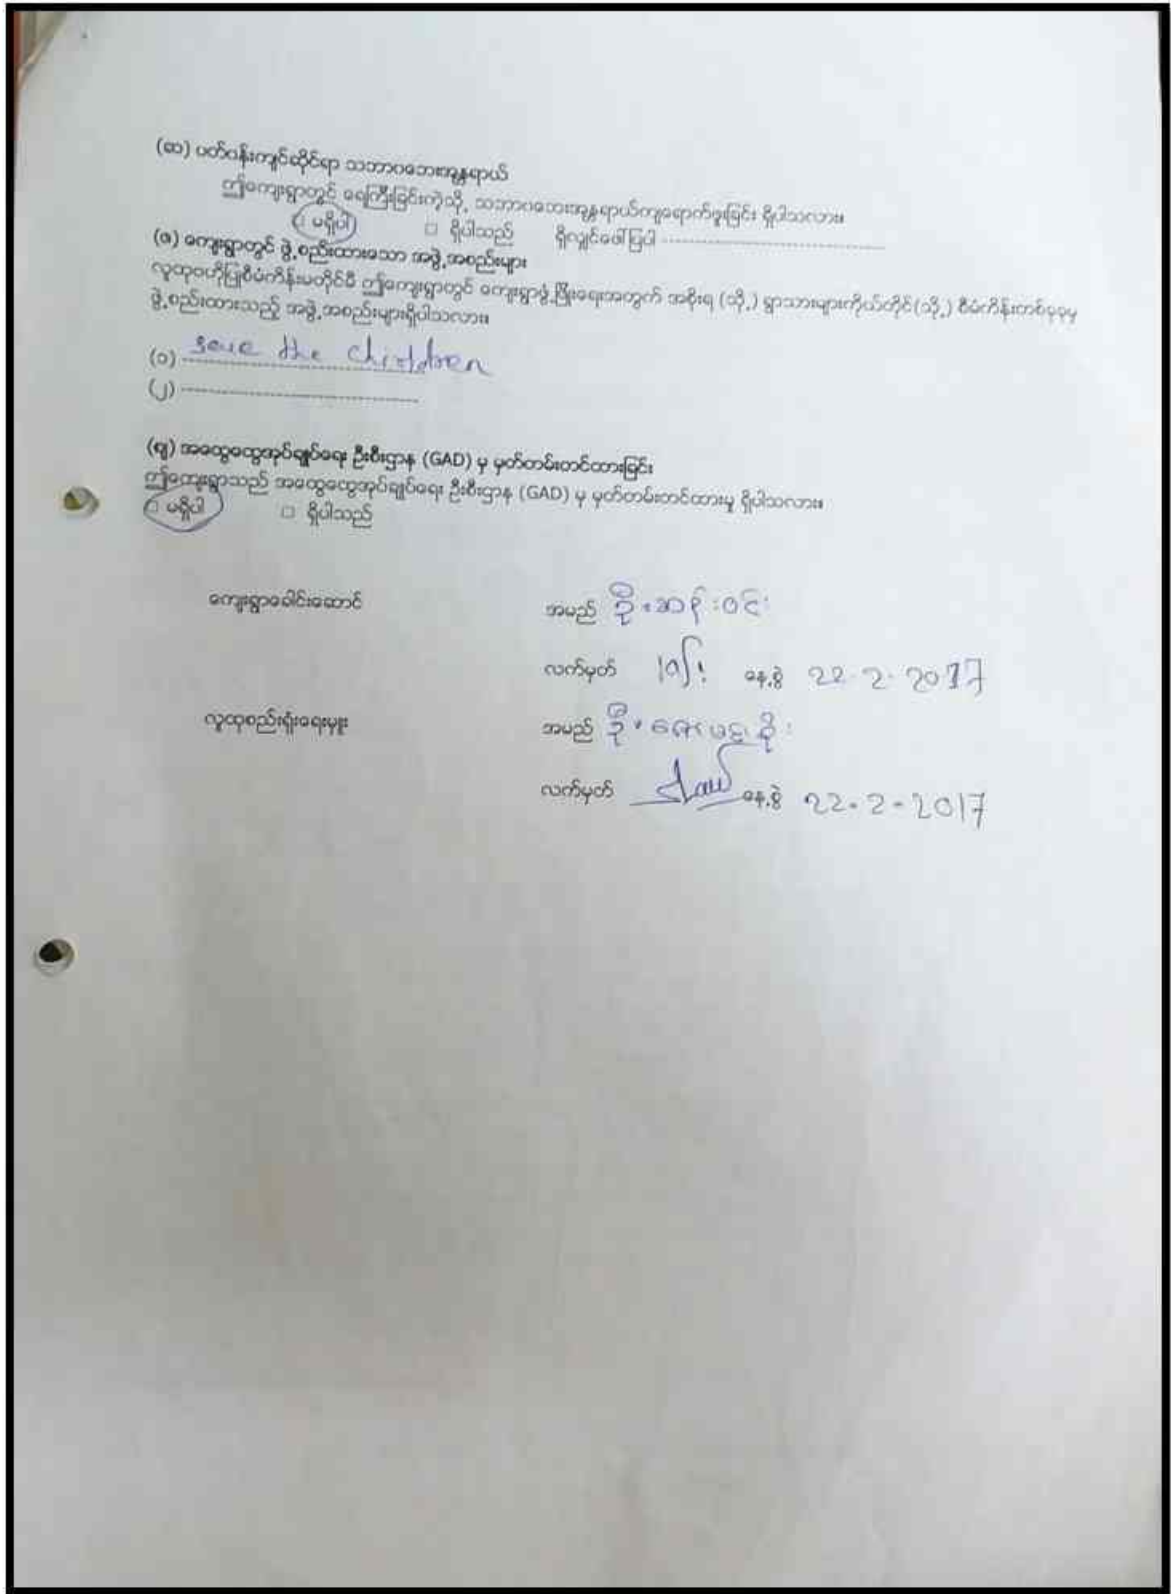 (ဆ) ပတ်ဝန်းကျင်ဆိုင်ရာ သဘာဝဘေးအန္တရာယ်
ဤကျေးရွာတွင် ရေကြီးခြင်းကဲ့သို့ သဘာဝဘေးအန္တရာယ်ကျရောက်ဖူးခြင်း ရှိပါသလား။
□ မရှိပါ □ ရှိပါသည် ရှိလျှင်ဖေါ်ပြပါ
(ဇ) ကျေးရွာတွင် ဖွဲ့စည်းထားသော အဖွဲ့အစည်းများ
လူထုဗဟိုပြုစီမံကိန်းမတိုင်မီ ဤကျေးရွာတွင် ကျေးရွာဖွံ့ဖြိုးရေးအတွက် အစိုးရ (သို့) ရွာသားများကိုယ်တိုင်(သို့) စီမံကိန်းတစ်ခုခုမှ
ဖွဲ့စည်းထားသည့် အဖွဲ့အစည်းများရှိပါသလား။
(၁) save the children
(၂)
(ဈ) အထွေထွေအုပ်ချုပ်ရေး ဦးစီးဌာန (GAD) မှ မှတ်တမ်းတင်ထားခြင်း
ဤကျေးရွာသည် အထွေထွေအုပ်ချုပ်ရေး ဦးစီးဌာန (GAD) မှ မှတ်တမ်းတင်ထားမှု ရှိပါသလား။
□ မရှိပါ □ ရှိပါသည်
ကျေးရွာခေါင်းဆောင် အမည် ဦးဆန်းဝင်း
လက်မှတ် နေ့စွဲ 22-2-2017
လူထုစည်းရုံးရေးမှူး အမည် ဦး
လက်မှတ် နေ့စွဲ 22-2-2017